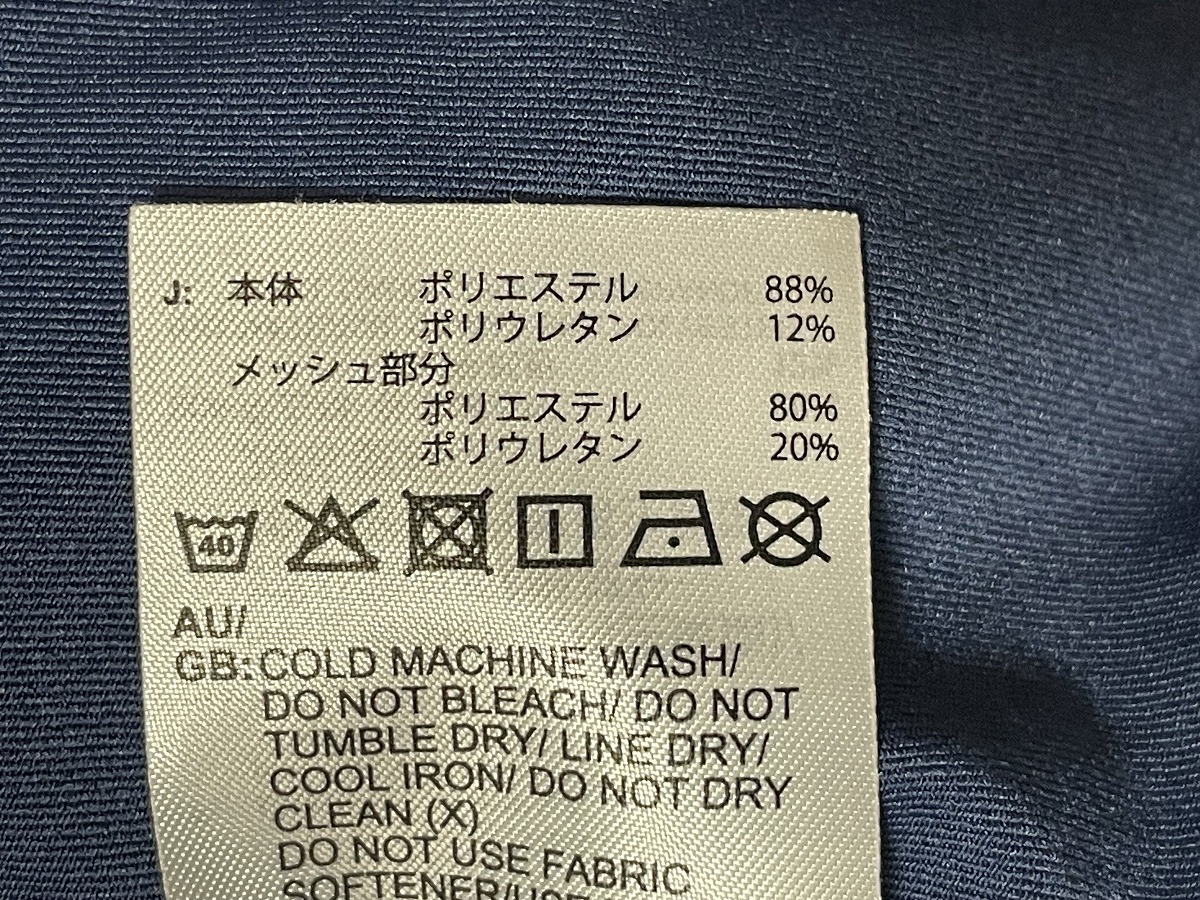 J: 本体 ポリエステル 88%
ポリウレタン 12%
メッシュ部分
ポリエステル 80%
ポリウレタン 20%
40
AU/
GB: COLD MACHINE WASH/
DO NOT BLEACH/ DO NOT
TUMBLE DRY/ LINE DRY/
COOL IRON/ DO NOT DRY
CLEAN (X)
DO NOT USE FABRIC
SOFTENER/USE